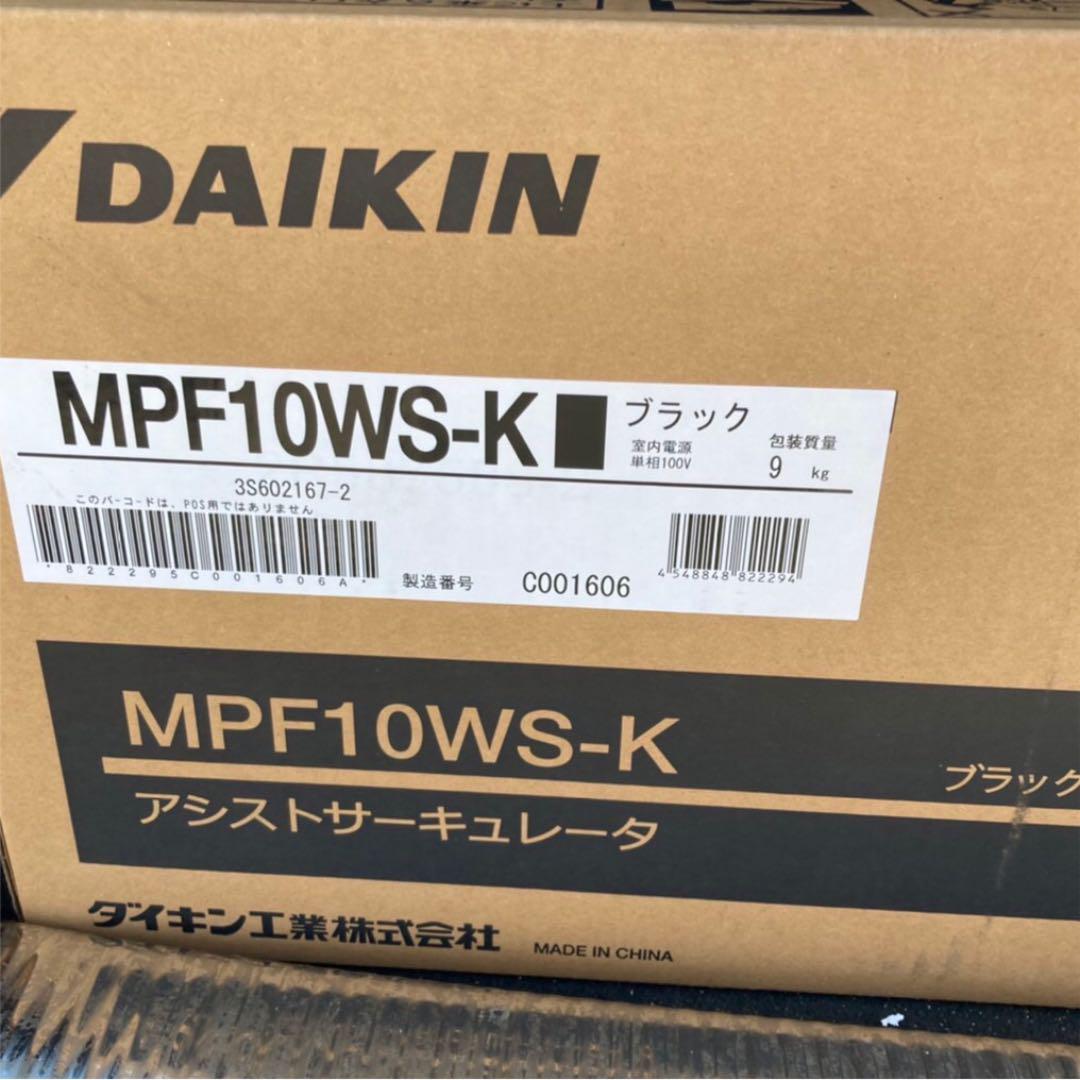 DAIKIN
MPF10WS-K■ ブラック
室内電源
単相100V
包装質量
9 kg
3S602167-2
このバーコードは、POS用ではありません
*822295C001606A*
製造番号 C001606
4548848822294
MPF10WS-K
ブラック
アシストサーキュレータ
ダイキン工業株式会社 MADE IN CHINA